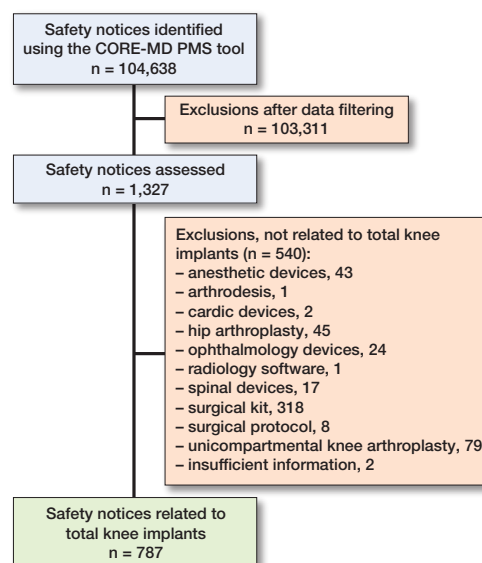 Safety notices identified
using the CORE-MD PMS tool
n = 104,638
Exclusions after data filtering
n = 103,311
Safety notices assessed
n = 1,327
Exclusions, not related to total knee
implants (n = 540):
– anesthetic devices, 43
– arthrodesis, 1
– cardic devices, 2
– hip arthroplasty, 45
– ophthalmology devices, 24
– radiology software, 1
– spinal devices, 17
– surgical kit, 318
– surgical protocol, 8
– unicompartmental knee arthroplasty, 79
– insufficient information, 2
Safety notices related to
total knee implants
n = 787